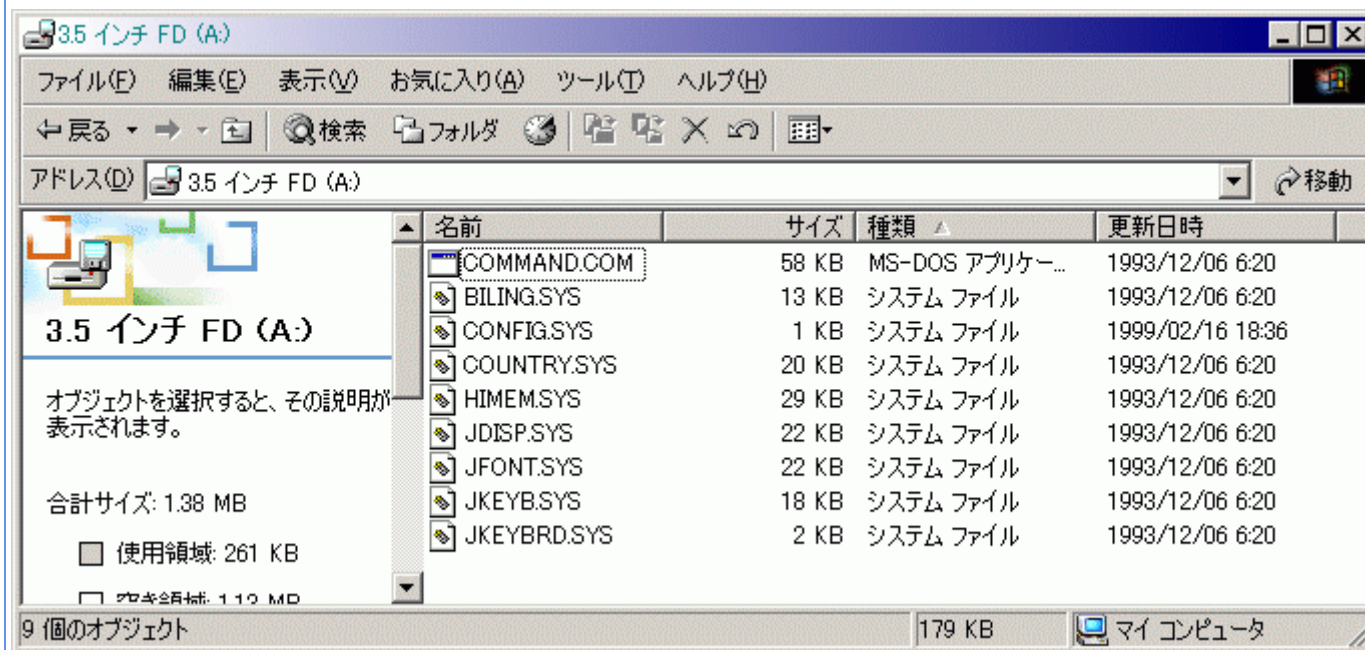 3.5 インチ FD (A:)
ファイル(F) 編集(E) 表示(V) お気に入り(A) ツール(T) ヘルプ(H)
戻る 検索 フォルダ
アドレス(D) 3.5 インチ FD (A:) 移動
3.5 インチ FD (A:)
オブジェクトを選択すると、その説明が
表示されます。
合計サイズ: 1.38 MB
使用領域: 261 KB
空き領域: 1.12 MB
名前 サイズ 種類 更新日時
COMMAND.COM 58 KB MS-DOS アプリケー... 1993/12/06 6:20
BILING.SYS 13 KB システム ファイル 1993/12/06 6:20
CONFIG.SYS 1 KB システム ファイル 1999/02/16 18:36
COUNTRY.SYS 20 KB システム ファイル 1993/12/06 6:20
HIMEM.SYS 29 KB システム ファイル 1993/12/06 6:20
JDISP.SYS 22 KB システム ファイル 1993/12/06 6:20
JFONT.SYS 22 KB システム ファイル 1993/12/06 6:20
JKEYB.SYS 18 KB システム ファイル 1993/12/06 6:20
JKEYBRD.SYS 2 KB システム ファイル 1993/12/06 6:20
9 個のオブジェクト 179 KB マイ コンピュータ